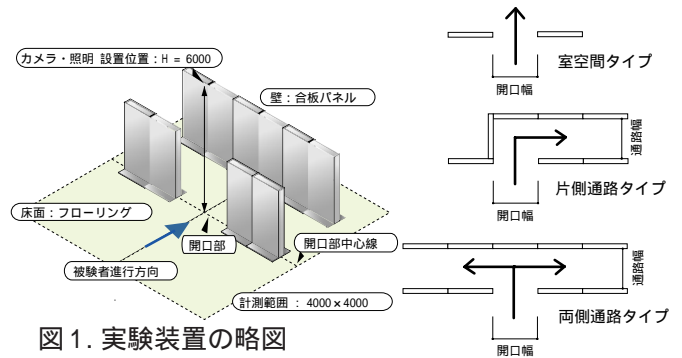 カメラ・照明 設置位置：H = 6000
壁：合板パネル
床面：フローリング
開口部
開口部中心線
被験者進行方向
計測範囲 : 4000×4000
図1. 実験装置の略図
室空間タイプ
開口幅
通路幅
片側通路タイプ
開口幅
通路幅
両側通路タイプ
開口幅